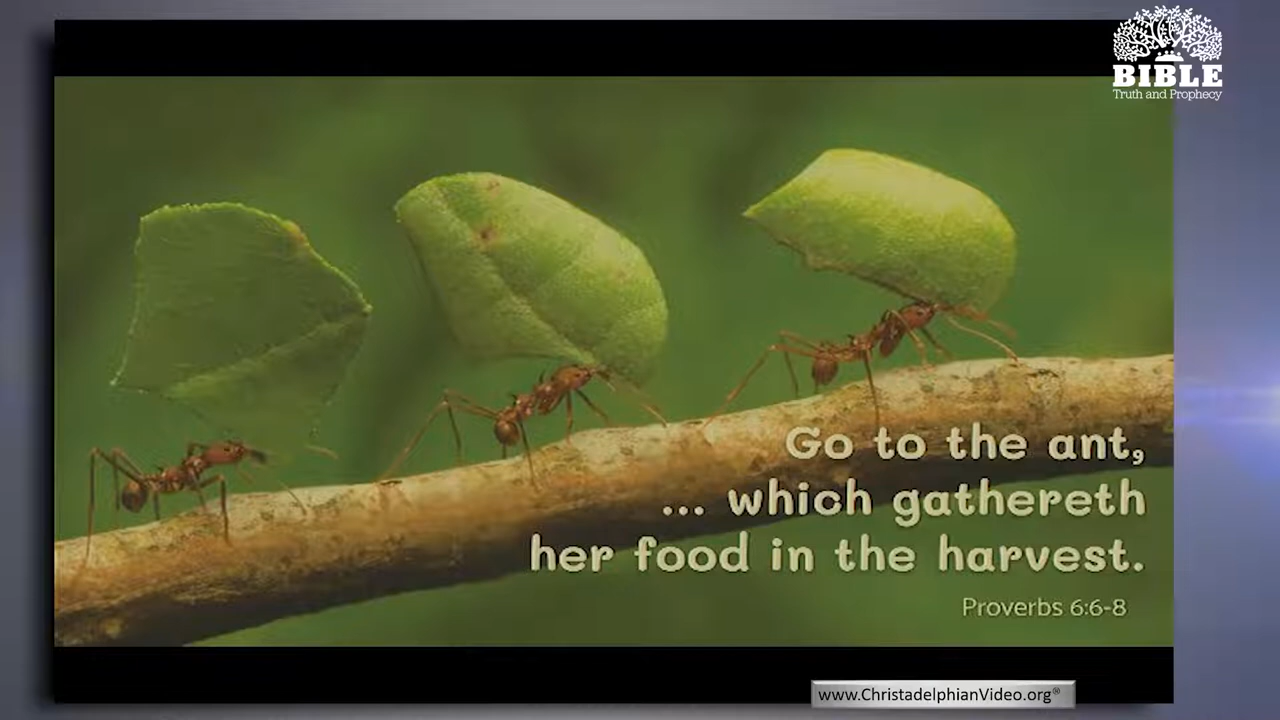 BIBLE
Truth and Prophecy
Go to the ant,
... which gathereth
her food in the harvest.
Proverbs 6:6-8
www.ChristadelphianVideo.org®